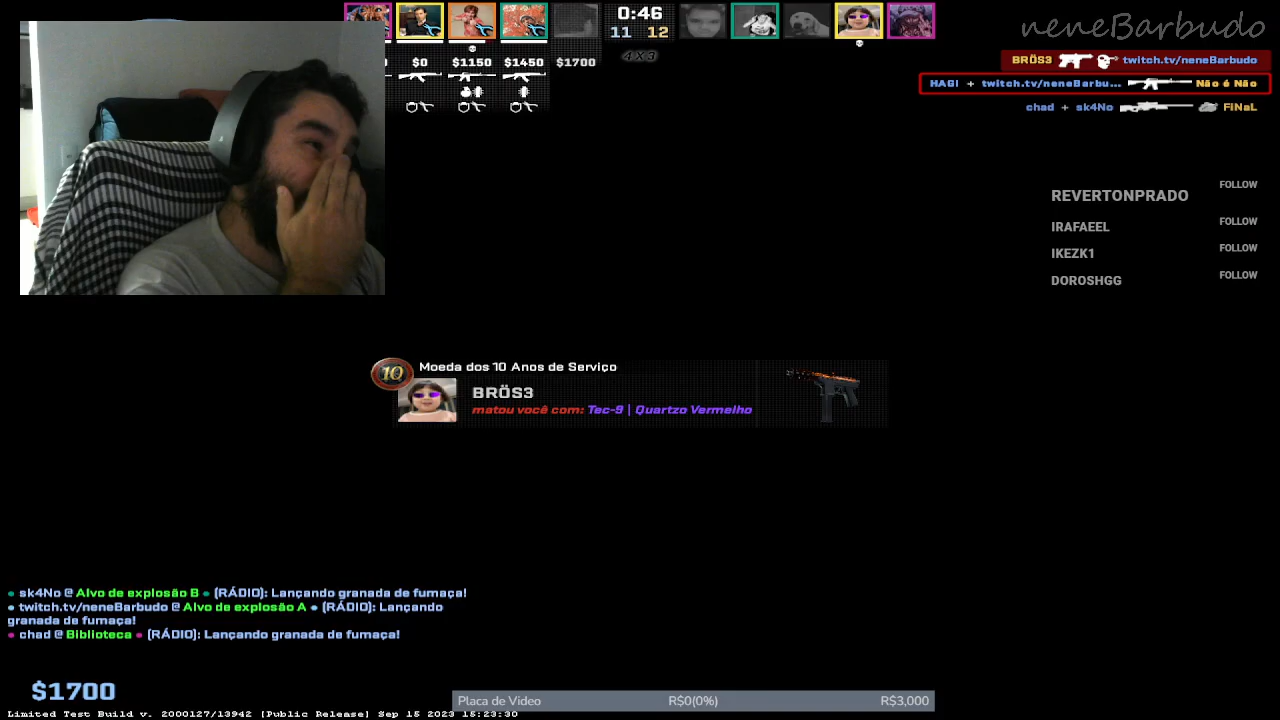 0:46
11 12
4X3
$0 $1150 $1450 $1700
neneBarbudo
BRÖS3 twitch.tv/neneBarbudo
HAGI + twitch.tv/neneBarbu... Não é Não
chad + sk4No FiNaL
REVERTONPRADO FOLLOW
IRAFAEEL FOLLOW
IKEZK1 FOLLOW
DOROSHGG FOLLOW
10 Moeda dos 10 Anos de Serviço
BRÖS3
matou você com: Tec-9 | Quartzo Vermelho
• sk4No @ Alvo de explosão B • (RÁDIO): Lançando granada de fumaça!
• twitch.tv/neneBarbudo @ Alvo de explosão A • (RÁDIO): Lançando
granada de fumaça!
• chad @ Biblioteca • (RÁDIO): Lançando granada de fumaça!
$1700
Placa de Video R$0(0%) R$3,000
Limited Test Build v. 2000127/13942 [Public Release] Sep 15 2023 15:23:30